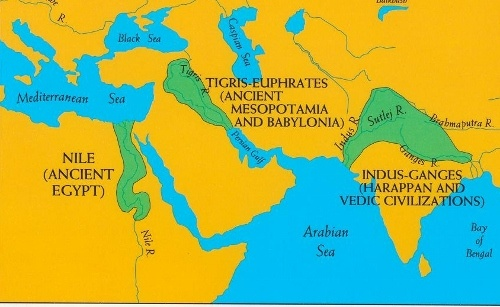 R.
Black Sea
Caspian Sea
Mediterranean Sea
Tigris R.
TIGRIS-EUPHRATES
(ANCIENT
MESOPOTAMIA
AND BABYLONIA)
Persian Gulf
Indus R.
Sutlej R.
Brahmaputra R.
Ganges R.
NILE
(ANCIENT
EGYPT)
Nile R.
INDUS-GANGES
(HARAPPAN AND
VEDIC CIVILIZATIONS)
Arabian
Sea
Bay
of
Bengal